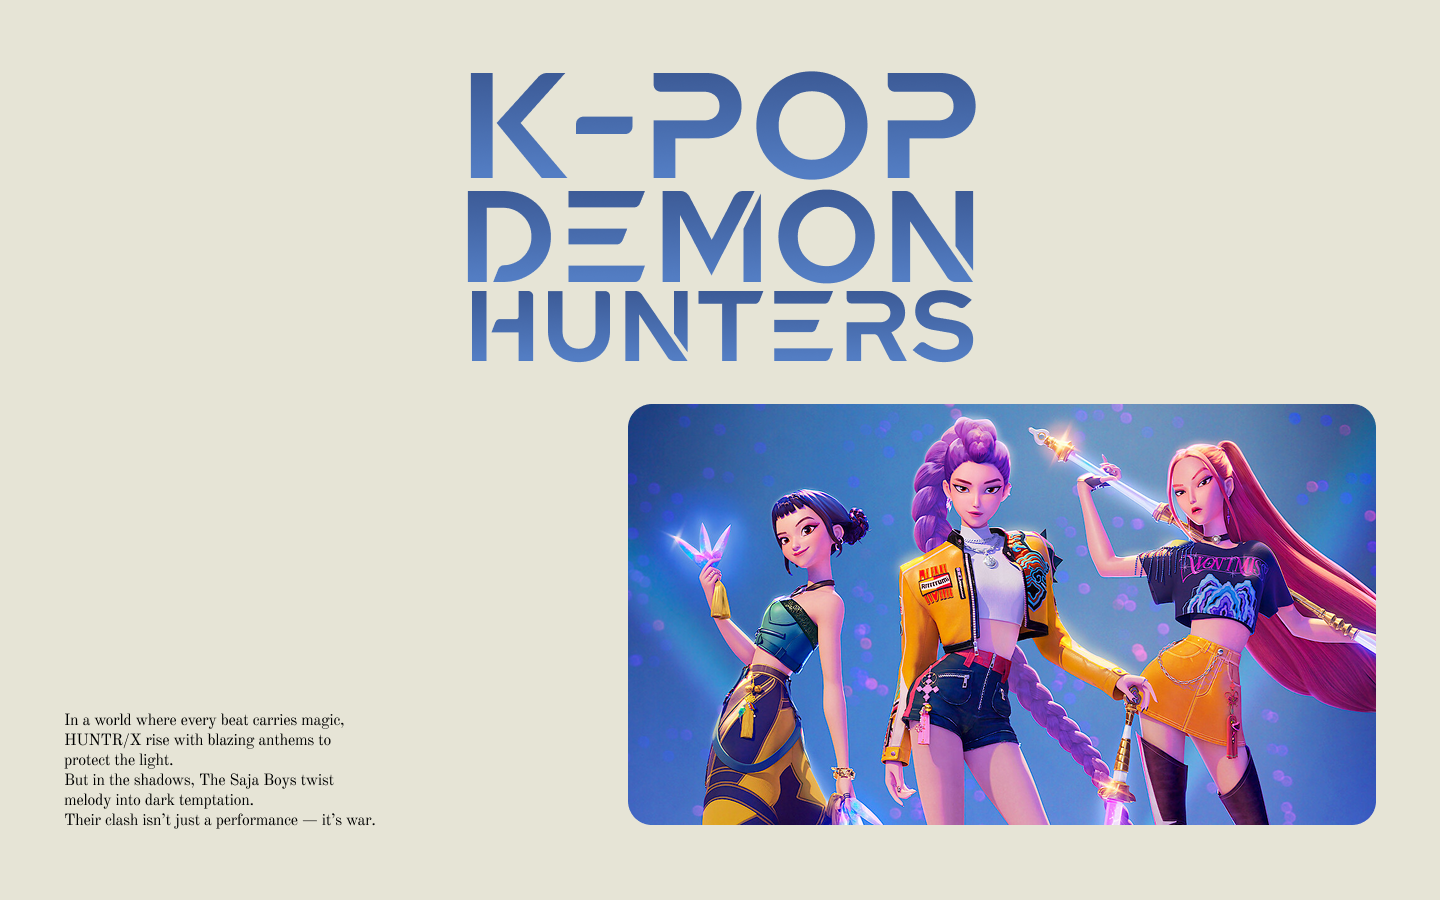 K-POP
DEMON
HUNTERS
In a world where every beat carries magic,
HUNTR/X rise with blazing anthems to
protect the light.
But in the shadows, The Saja Boys twist
melody into dark temptation.
Their clash isn’t just a performance — it’s war.